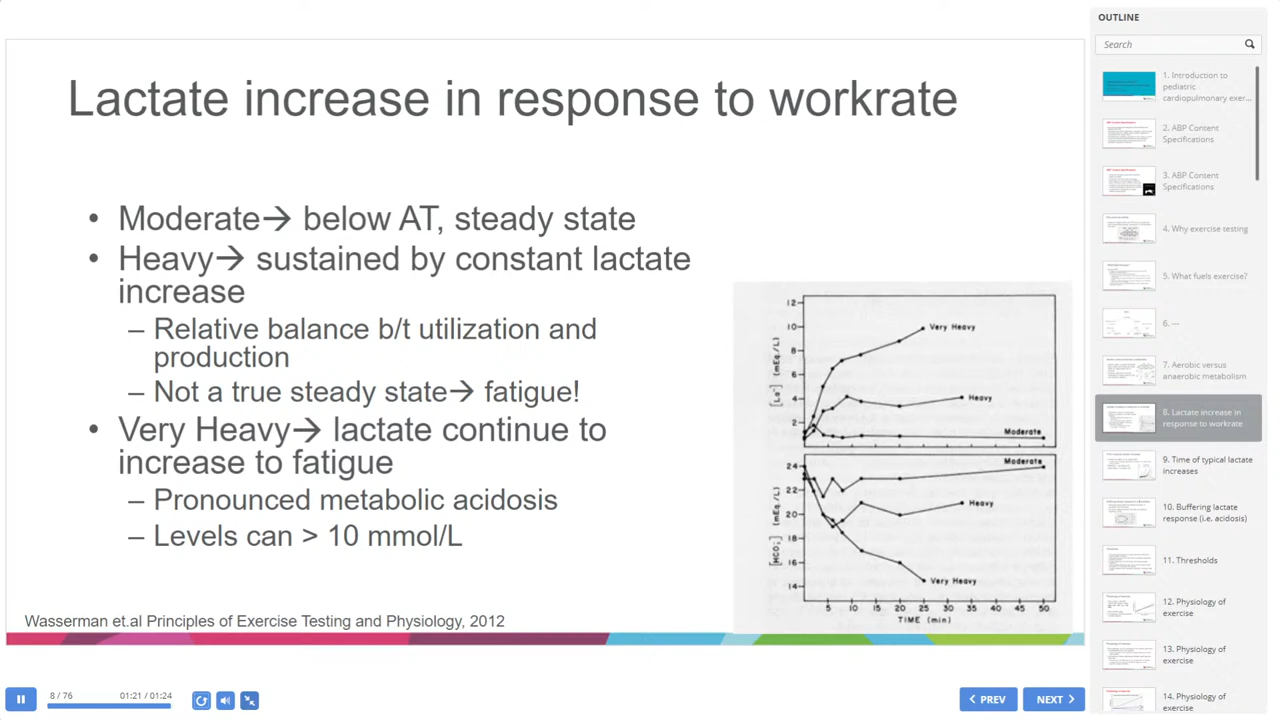 Lactate increase in response to workrate
• Moderate→ below AT, steady state
• Heavy→ sustained by constant lactate
increase
– Relative balance b/t utilization and
production
– Not a true steady state→ fatigue!
• Very Heavy→ lactate continue to
increase to fatigue
– Pronounced metabolic acidosis
– Levels can > 10 mmol/L
12
10
8
6
4
2
[La⁻] (mEq./L)
Very Heavy
Heavy
Moderate
24
22
20
18
16
14
[HCO₃⁻] (mEq./L)
Moderate
Heavy
Very Heavy
5 10 15 20 25 30 35 40 45 50
TIME (min)
Wasserman et.al Principles of Exercise Testing and Physiology, 2012
8 / 76
01:21 / 01:24
PREV
NEXT
OUTLINE
Search
1. Introduction to
pediatric
cardiopulmonary exer...
2. ABP Content
Specifications
3. ABP Content
Specifications
4. Why exercise testing
5. What fuels exercise?
6. ---
7. Aerobic versus
anaerobic metabolism
8. Lactate increase in
response to workrate
9. Time of typical lactate
increases
10. Buffering lactate
response (i.e. acidosis)
11. Thresholds
12. Physiology of
exercise
13. Physiology of
exercise
14. Physiology of
exercise